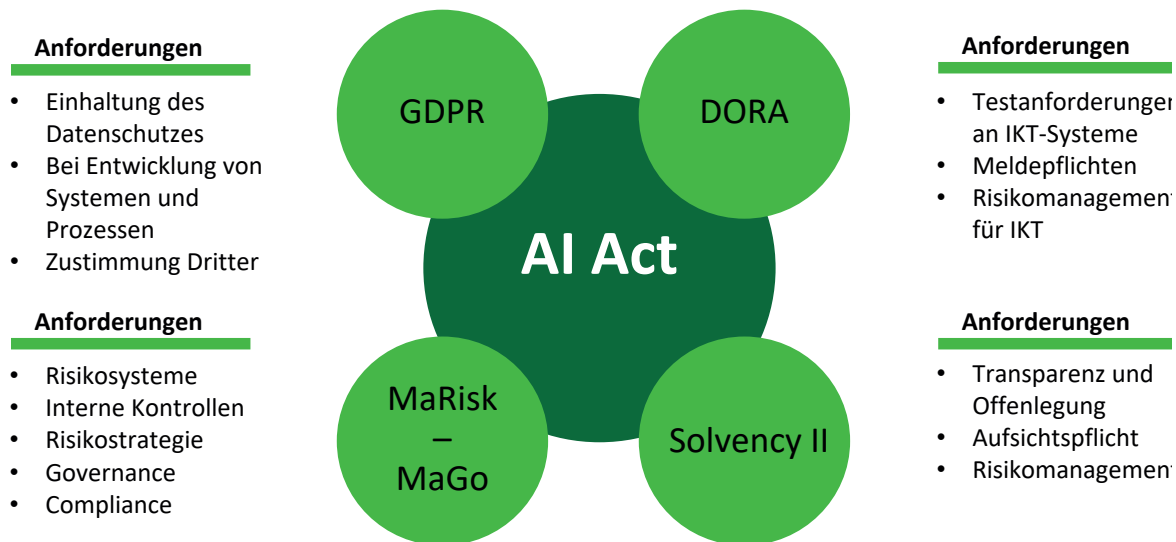 Anforderungen
• Einhaltung des
Datenschutzes
• Bei Entwicklung von
Systemen und
Prozessen
• Zustimmung Dritter
Anforderungen
• Risikosysteme
• Interne Kontrollen
• Risikostrategie
• Governance
• Compliance
GDPR
DORA
AI Act
MaRisk
–
MaGo
Solvency II
Anforderungen
• Testanforderungen
an IKT-Systeme
• Meldepflichten
• Risikomanagement
für IKT
Anforderungen
• Transparenz und
Offenlegung
• Aufsichtspflicht
• Risikomanagement